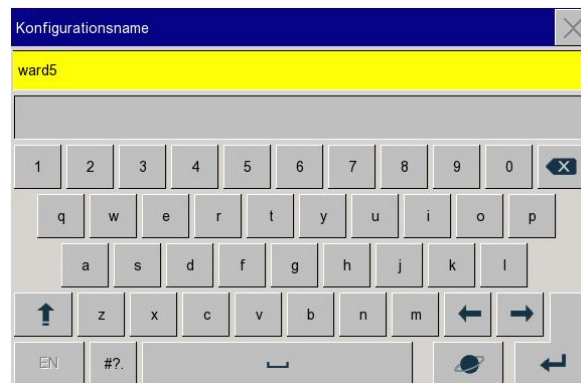 Konfigurationsname
ward5
1 2 3 4 5 6 7 8 9 0
q w e r t y u i o p
a s d f g h j k l
z x c v b n m
EN #?.